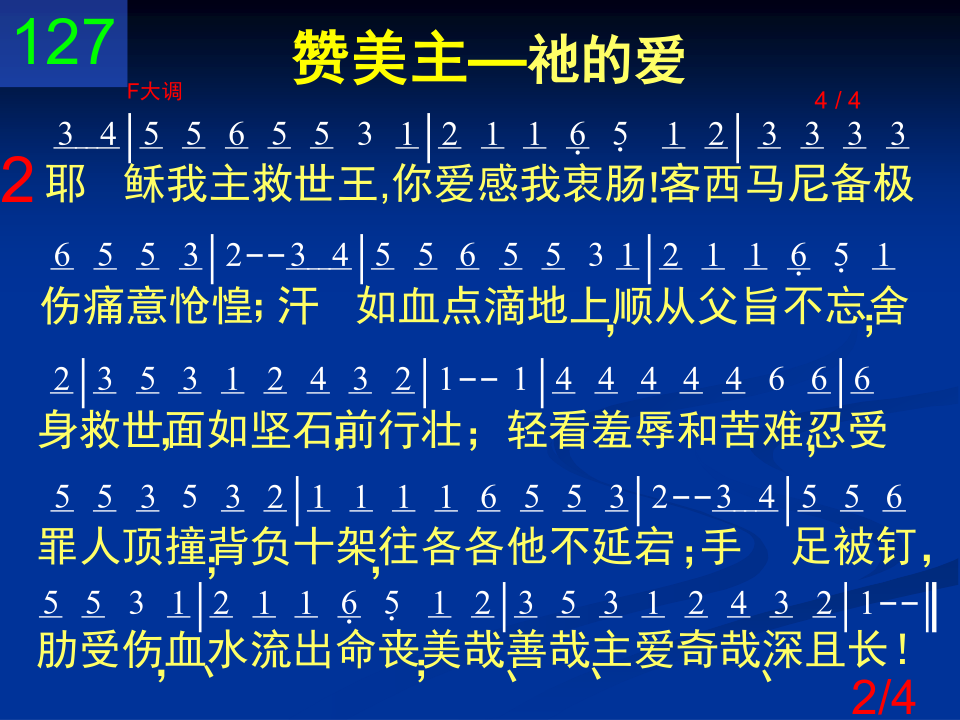 127
赞美主—祂的爱
F大调
4 / 4
3 4|5 5 6 5 5 3 1|2 1 1 6̣ 5̣ 1 2| 3 3 3 3
2
耶 稣我主救世王,你爱感我衷肠!客西马尼备极
6 5 5 3|2--3 4|5 5 6 5 5 3 1|2 1 1 6̣ 5̣ 1
伤痛意怆惶；汗 如血点滴地上,顺从父旨不忘;舍
2|3 5 3 1 2 4 3 2|1-- 1|4 4 4 4 4 6 6|6
身救世,面如坚石,前行壮；轻看羞辱和苦难,忍受
5 5 3 5 3 2|1 1 1 1 6 5 5 3|2--3 4|5 5 6
罪人顶撞;背负十架,往各各他不延宕;手 足被钉，
5 5 3 1|2 1 1 6̣ 5̣ 1 2|3 5 3 1 2 4 3 2|1--‖
肋受伤,血、水流出命丧;美哉、善哉、主爱奇哉、深且长！
2/4